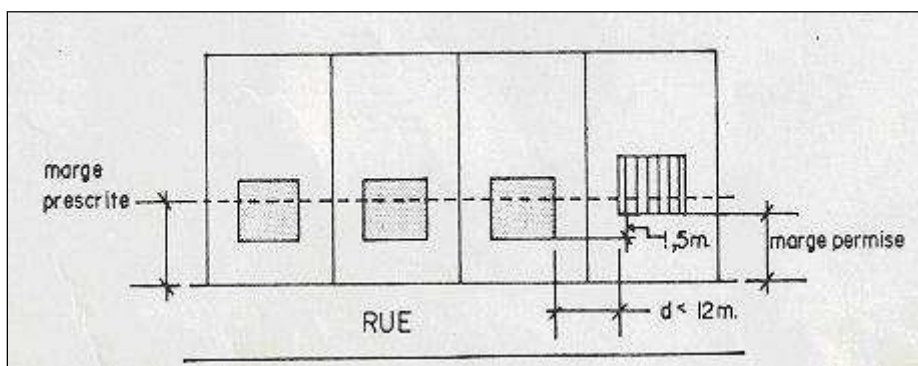 marge
prescrite
1,5m.
marge permise
RUE
d < 12m.